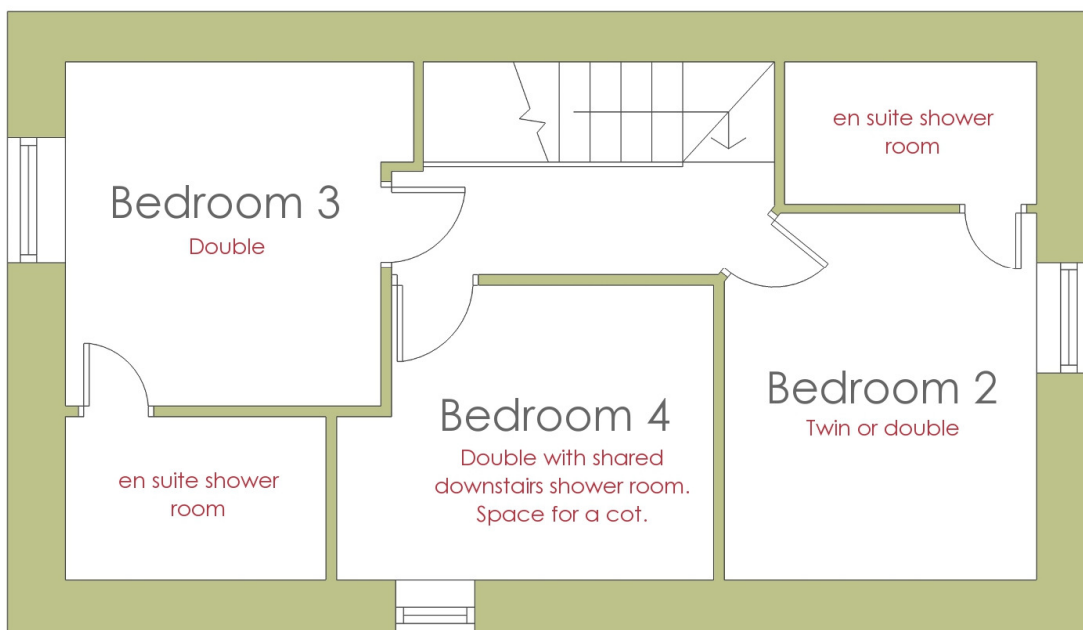 en suite shower
room
Bedroom 3
Double
Bedroom 2
Twin or double
Bedroom 4
Double with shared
downstairs shower room.
Space for a cot.
en suite shower
room